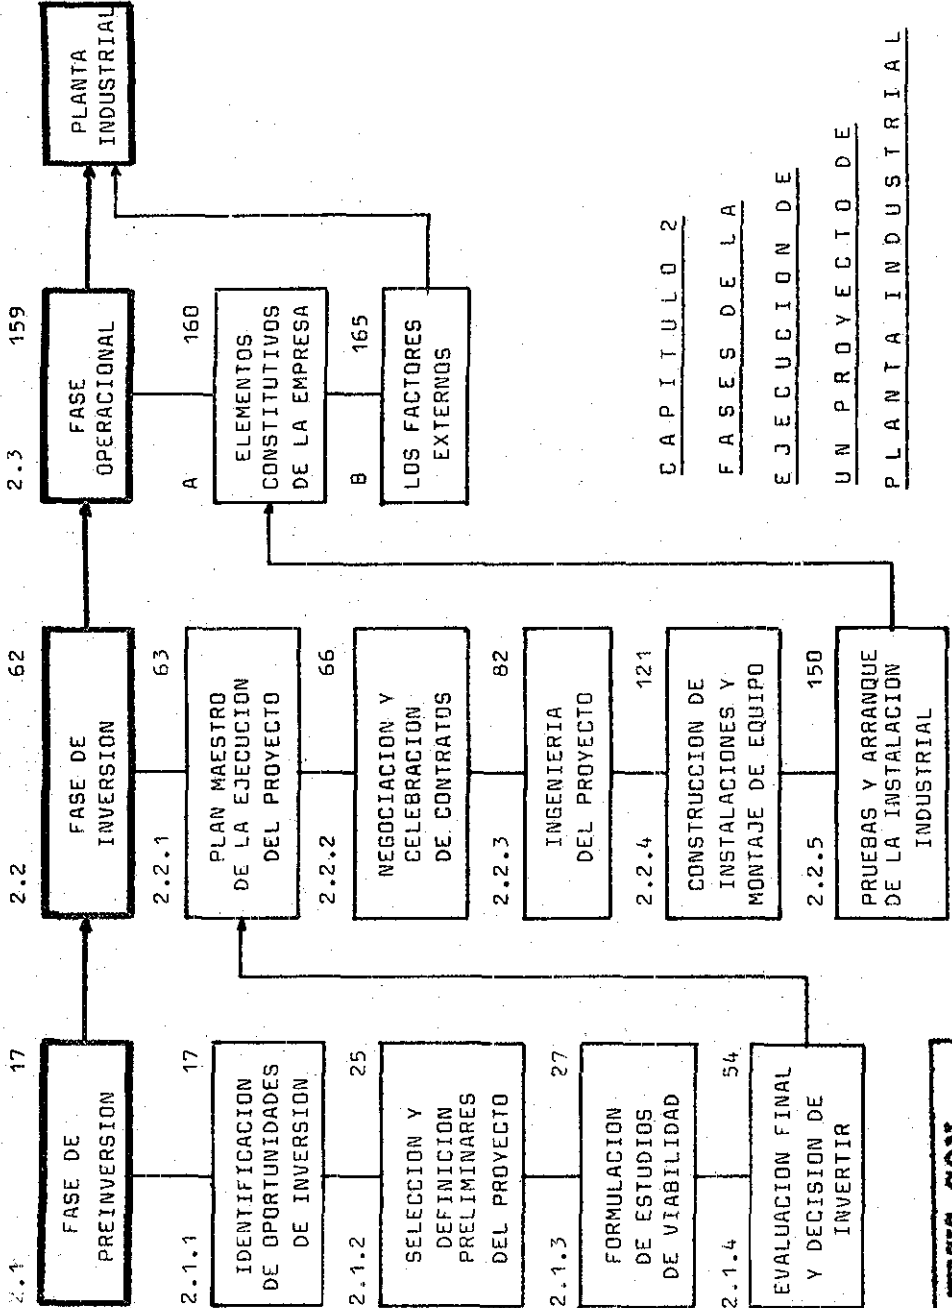 2.1 17
FASE DE
PREINVERSION
2.1.1 17
IDENTIFICACION
DE OPORTUNIDADES
DE INVERSION
2.1.2 25
SELECCION Y
DEFINICION
PRELIMINARES
DEL PROYECTO
2.1.3 27
FORMULACION
DE ESTUDIOS
DE VIABILIDAD
2.1.4 54
EVALUACION FINAL
Y DECISION DE
INVERTIR
2.2 62
FASE DE
INVERSION
2.2.1 63
PLAN MAESTRO
DE LA EJECUCION
DEL PROYECTO
2.2.2 66
NEGOCIACION Y
CELEBRACION
DE CONTRATOS
2.2.3 82
INGENIERIA
DEL PROYECTO
2.2.4 121
CONSTRUCCION DE
INSTALACIONES Y
MONTAJE DE EQUIPO
2.2.5 150
PRUEBAS Y ARRANQUE
DE LA INSTALACION
INDUSTRIAL
2.3 159
FASE
OPERACIONAL
A 160
ELEMENTOS
CONSTITUTIVOS
DE LA EMPRESA
B 165
LOS FACTORES
EXTERNOS
PLANTA
INDUSTRIAL
CAPITULO 2
FASES DE LA
EJECUCION DE
UN PROYECTO DE
PLANTA INDUSTRIAL